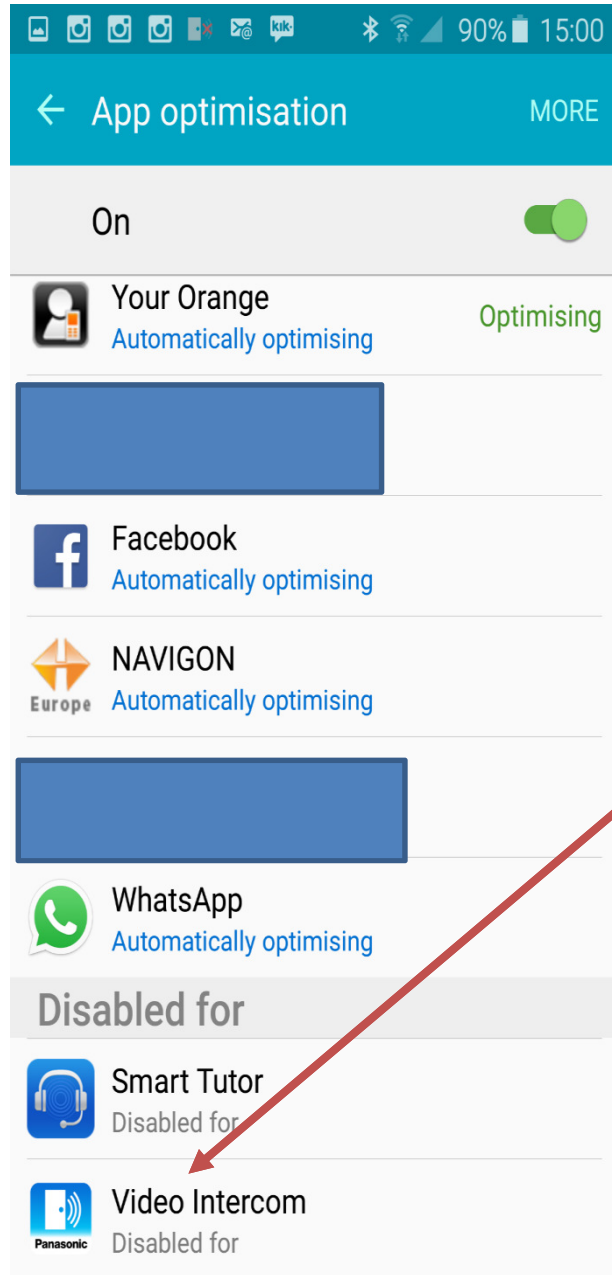 kik· 90% 15:00
App optimisation MORE
On
Your Orange
Automatically optimising Optimising
Facebook
Automatically optimising
NAVIGON
Europe Automatically optimising
WhatsApp
Automatically optimising
Disabled for
Smart Tutor
Disabled for
Video Intercom
Panasonic Disabled for